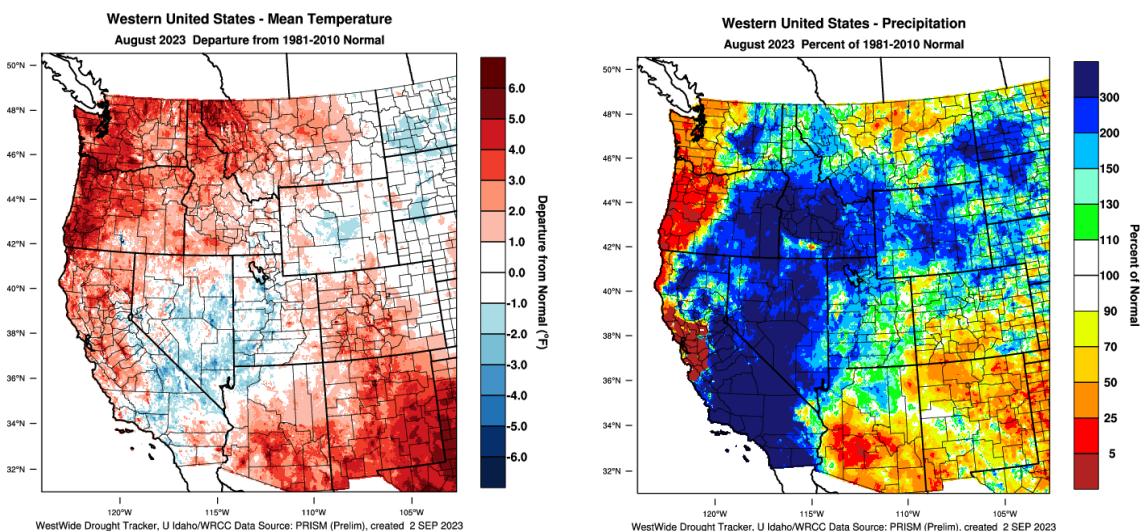 Western United States - Mean Temperature
August 2023 Departure from 1981-2010 Normal
50°N
48°N
46°N
44°N
42°N
40°N
38°N
36°N
34°N
32°N
120°W
115°W
110°W
105°W
6.0
5.0
4.0
3.0
2.0
1.0
0.0
-1.0
-2.0
-3.0
-4.0
-5.0
-6.0
Departure from Normal (°F)
WestWide Drought Tracker, U Idaho/WRCC Data Source: PRISM (Prelim), created 2 SEP 2023
Western United States - Precipitation
August 2023 Percent of 1981-2010 Normal
50°N
48°N
46°N
44°N
42°N
40°N
38°N
36°N
34°N
32°N
120°W
115°W
110°W
105°W
300
200
150
130
110
100
90
70
50
25
5
Percent of Normal
WestWide Drought Tracker, U Idaho/WRCC Data Source: PRISM (Prelim), created 2 SEP 2023